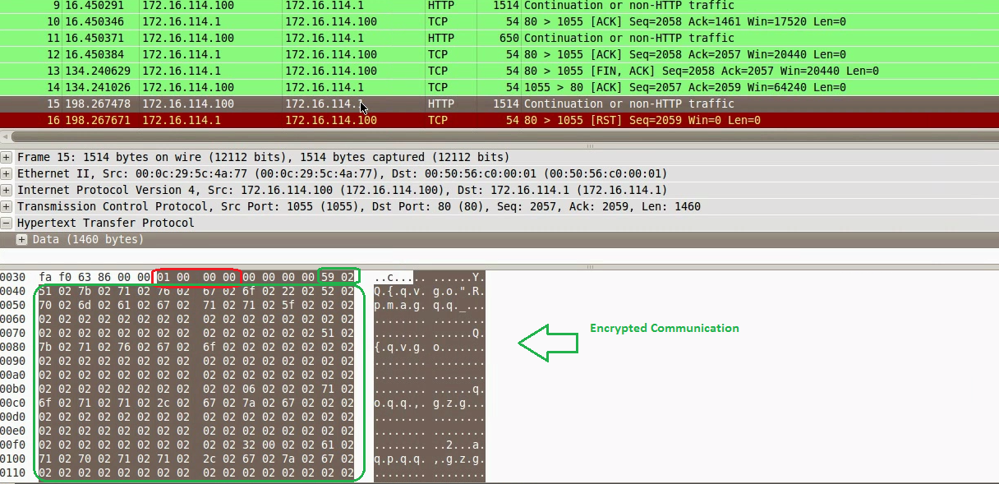 9 16.450291 172.16.114.100 172.16.114.1 HTTP 1514 Continuation or non-HTTP traffic
10 16.450346 172.16.114.1 172.16.114.100 TCP 54 80 > 1055 [ACK] Seq=2058 Ack=1461 Win=17520 Len=0
11 16.450371 172.16.114.100 172.16.114.1 HTTP 650 Continuation or non-HTTP traffic
12 16.450384 172.16.114.1 172.16.114.100 TCP 54 80 > 1055 [ACK] Seq=2058 Ack=2057 Win=20440 Len=0
13 134.240629 172.16.114.1 172.16.114.100 TCP 54 80 > 1055 [FIN, ACK] Seq=2058 Ack=2057 Win=20440 Len=0
14 134.241026 172.16.114.100 172.16.114.1 TCP 54 1055 > 80 [ACK] Seq=2057 Ack=2059 Win=64240 Len=0
15 198.267478 172.16.114.100 172.16.114. HTTP 1514 Continuation or non-HTTP traffic
16 198.267671 172.16.114.1 172.16.114.100 TCP 54 80 > 1055 [RST] Seq=2059 Win=0 Len=0
Frame 15: 1514 bytes on wire (12112 bits), 1514 bytes captured (12112 bits)
Ethernet II, Src: 00:0c:29:5c:4a:77 (00:0c:29:5c:4a:77), Dst: 00:50:56:c0:00:01 (00:50:56:c0:00:01)
Internet Protocol Version 4, Src: 172.16.114.100 (172.16.114.100), Dst: 172.16.114.1 (172.16.114.1)
Transmission Control Protocol, Src Port: 1055 (1055), Dst Port: 80 (80), Seq: 2057, Ack: 2059, Len: 1460
Hypertext Transfer Protocol
Data (1460 bytes)
0030 fa f0 63 86 00 00 01 00 00 00 00 00 00 00 59 02 ..c... ......Y.
0040 51 02 7b 02 71 02 76 02 67 02 6f 02 22 02 52 02 Q.{.q.v. g.o.".R.
0050 70 02 6d 02 61 02 67 02 71 02 71 02 5f 02 02 02 p.m.a.g. q.q._...
0060 02 02 02 02 02 02 02 02 02 02 02 02 02 02 02 02 ........ ........
0070 02 02 02 02 02 02 02 02 02 02 02 02 02 02 51 02 ........ ......Q.
0080 7b 02 71 02 76 02 67 02 6f 02 02 02 02 02 02 02 {.q.v.g. o.......
0090 02 02 02 02 02 02 02 02 02 02 02 02 02 02 02 02 ........ ........
00a0 02 02 02 02 02 02 02 02 02 02 02 02 02 02 02 02 ........ ........
00b0 02 02 02 02 02 02 02 02 02 02 06 02 02 02 71 02 ........ ......q.
00c0 6f 02 71 02 71 02 2c 02 67 02 7a 02 67 02 02 02 o.q.q.,. g.z.g...
00d0 02 02 02 02 02 02 02 02 02 02 02 02 02 02 02 02 ........ ........
00e0 02 02 02 02 02 02 02 02 02 02 02 02 02 02 02 02 ........ ........
00f0 02 02 02 02 02 02 02 02 02 02 32 00 02 02 61 02 ........ ..2...a.
0100 71 02 70 02 71 02 71 02 2c 02 67 02 7a 02 67 02 q.p.q.q. ,.g.z.g.
0110 02 02 02 02 02 02 02 02 02 02 02 02 02 02 02 02 ........ ........
Encrypted Communication